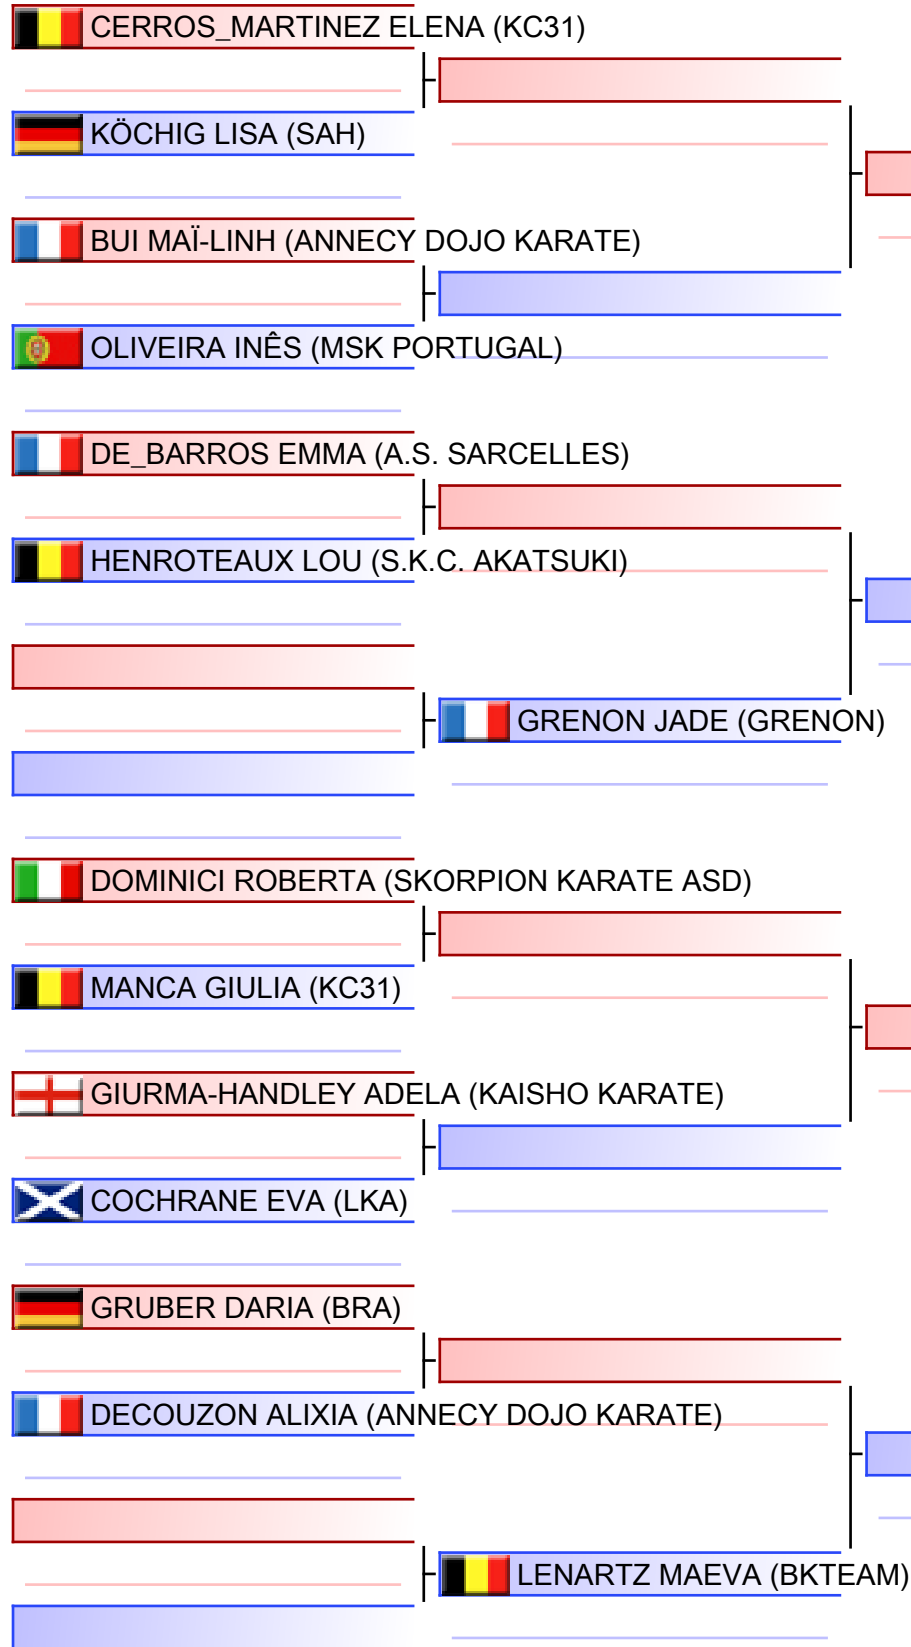 CERROS_MARTINEZ ELENA (KC31)
KÖCHIG LISA (SAH)
BUI MAÏ-LINH (ANNECY DOJO KARATE)
OLIVEIRA INÊS (MSK PORTUGAL)
DE_BARROS EMMA (A.S. SARCELLES)
HENROTEAUX LOU (S.K.C. AKATSUKI)
GRENON JADE (GRENON)
DOMINICI ROBERTA (SKORPION KARATE ASD)
MANCA GIULIA (KC31)
GIURMA-HANDLEY ADELA (KAISHO KARATE)
COCHRANE EVA (LKA)
GRUBER DARIA (BRA)
DECOUZON ALIXIA (ANNECY DOJO KARATE)
LENARTZ MAEVA (BKTEAM)